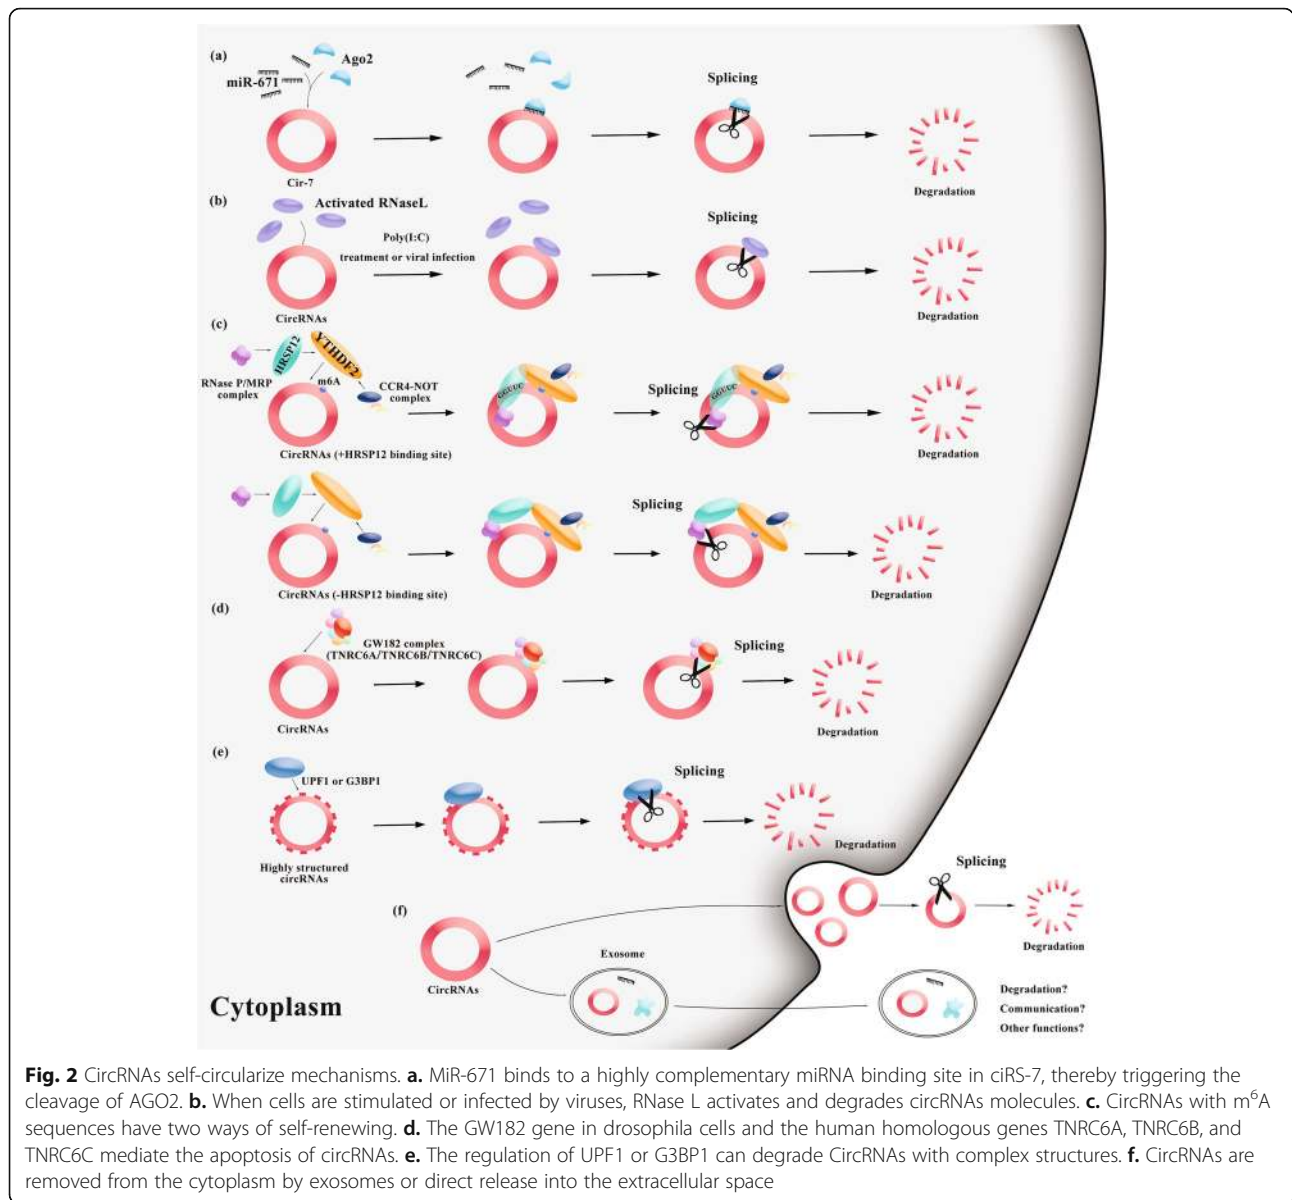 (a)
Ago2
miR-671
Splicing
Cir-7
Degradation
(b)
Activated RNaseL
Splicing
Poly(I:C)
treatment or viral infection
CircRNAs
Degradation
(c)
HRSP12
YTHDF2
RNase P/MRP
complex
m6A
CCR4-NOT
complex
GGUUC
Splicing
CircRNAs (+HRSP12 binding site)
Degradation
Splicing
CircRNAs (-HRSP12 binding site)
Degradation
(d)
GW182 complex
(TNRC6A/TNRC6B/TNRC6C)
Splicing
CircRNAs
Degradation
(e)
UPF1 or G3BP1
Splicing
Highly structured
circRNAs
Degradation
Splicing
(f)
Degradation
Exosome
CircRNAs
Degradation?
Communication?
Other functions?
Cytoplasm
Fig. 2 CircRNAs self-circularize mechanisms. a. MiR-671 binds to a highly complementary miRNA binding site in ciRS-7, thereby triggering the
cleavage of AGO2. b. When cells are stimulated or infected by viruses, RNase L activates and degrades circRNAs molecules. c. CircRNAs with m⁶A
sequences have two ways of self-renewing. d. The GW182 gene in drosophila cells and the human homologous genes TNRC6A, TNRC6B, and
TNRC6C mediate the apoptosis of circRNAs. e. The regulation of UPF1 or G3BP1 can degrade CircRNAs with complex structures. f. CircRNAs are
removed from the cytoplasm by exosomes or direct release into the extracellular space